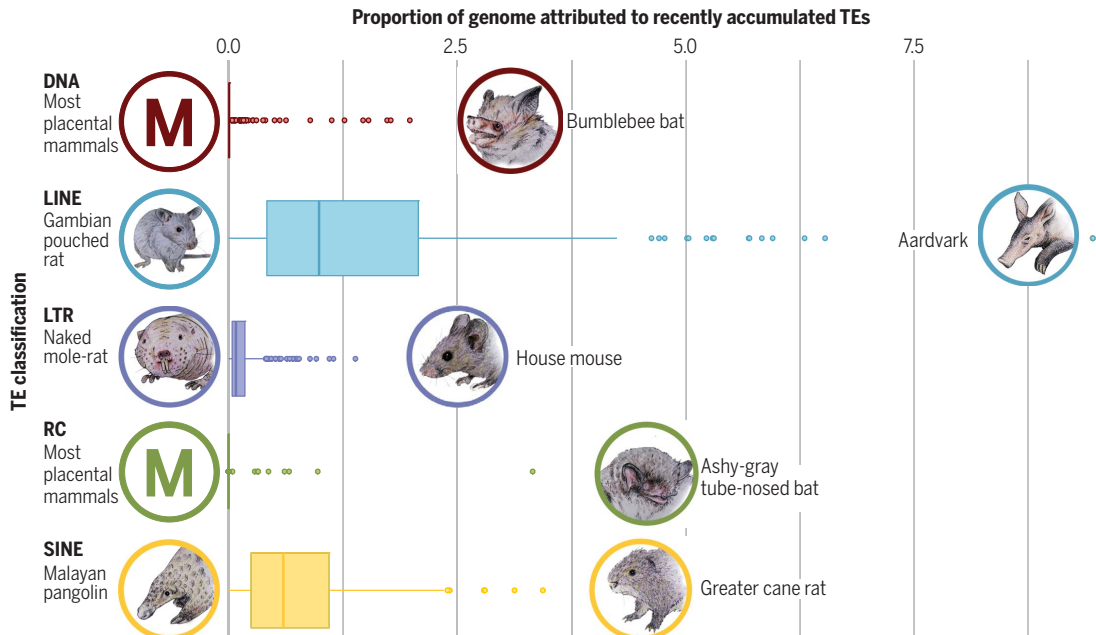 Proportion of genome attributed to recently accumulated TEs
0.0 2.5 5.0 7.5
TE classification
DNA
Most
placental
mammals
M
Bumblebee bat
LINE
Gambian
pouched
rat
Aardvark
LTR
Naked
mole-rat
House mouse
RC
Most
placental
mammals
M
Ashy-gray
tube-nosed bat
SINE
Malayan
pangolin
Greater cane rat